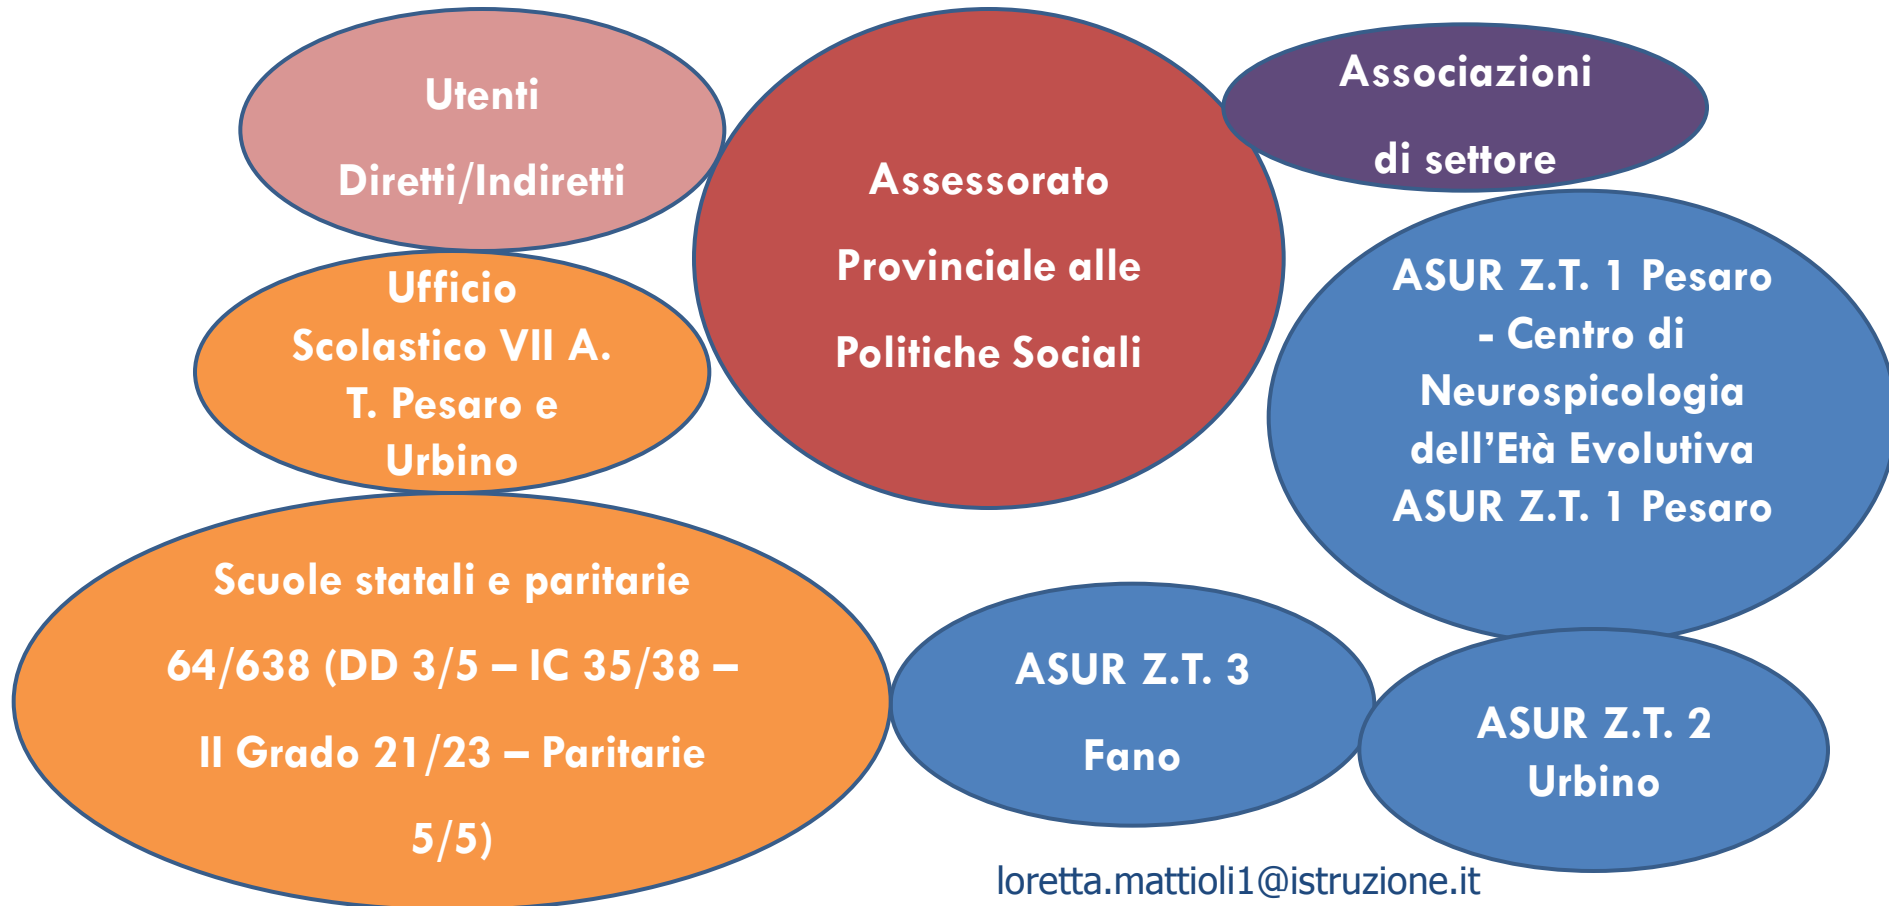 Utenti
Diretti/Indiretti
Assessorato
Provinciale alle
Politiche Sociali
Associazioni
di settore
Ufficio
Scolastico VII A.
T. Pesaro e
Urbino
ASUR Z.T. 1 Pesaro
- Centro di
Neurospicologia
dell'Età Evolutiva
ASUR Z.T. 1 Pesaro
Scuole statali e paritarie
64/638 (DD 3/5 – IC 35/38 –
II Grado 21/23 – Paritarie
5/5)
ASUR Z.T. 3
Fano
ASUR Z.T. 2
Urbino
loretta.mattioli1@istruzione.it